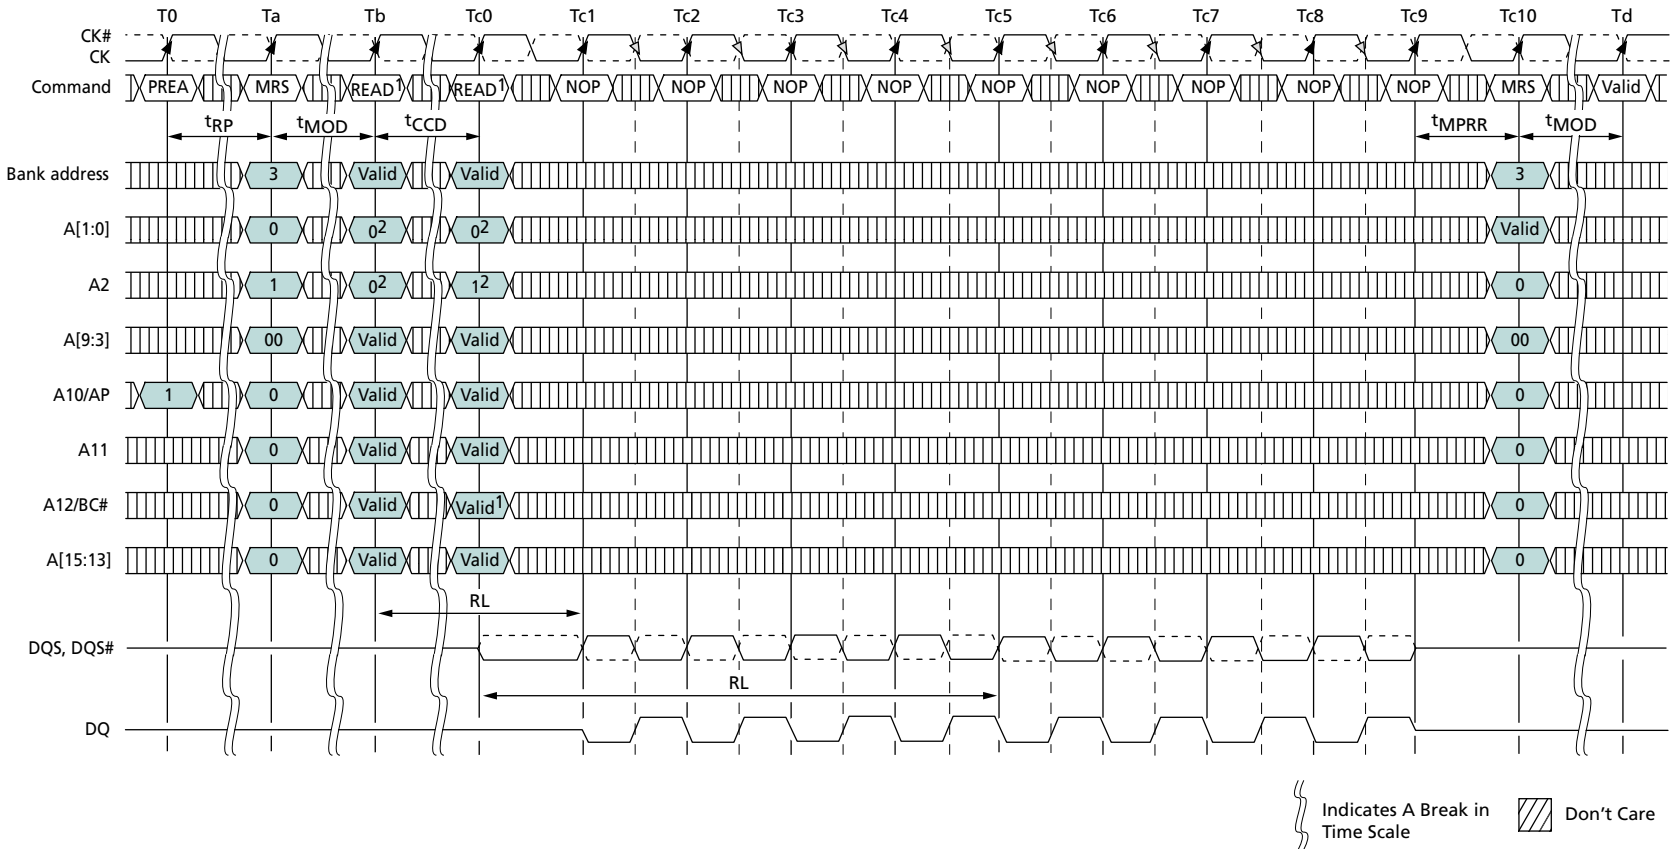 T0 Ta Tb Tc0 Tc1 Tc2 Tc3 Tc4 Tc5 Tc6 Tc7 Tc8 Tc9 Tc10 Td
CK#
CK
Command PREA MRS READ1 READ1 NOP NOP NOP NOP NOP NOP NOP NOP NOP MRS Valid
tRP tMOD tCCD tMPRR tMOD
Bank address 3 Valid Valid 3
A[1:0] 0 02 02 Valid
A2 1 02 12 0
A[9:3] 00 Valid Valid 00
A10/AP 1 0 Valid Valid 0
A11 0 Valid Valid 0
A12/BC# 0 Valid Valid1 0
A[15:13] 0 Valid Valid 0
RL
DQS, DQS#
RL
DQ
Indicates A Break in
Time Scale
Don't Care